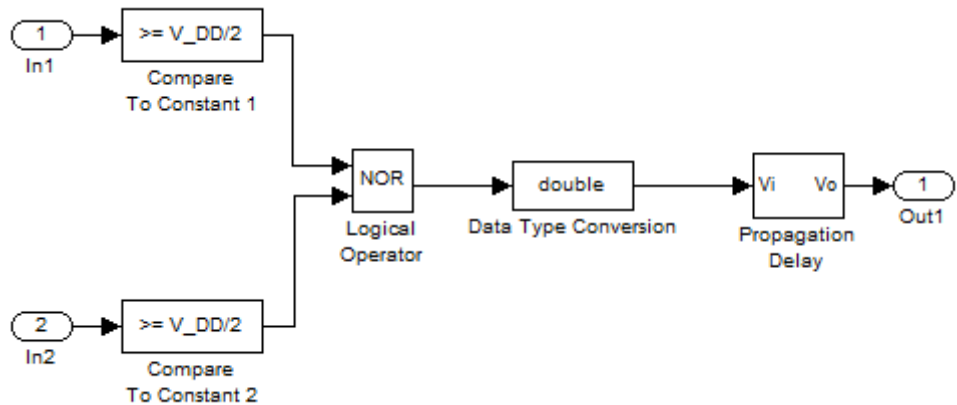 1
In1
>= V_DD/2
Compare
To Constant 1
NOR
Logical
Operator
double
Data Type Conversion
Vi Vo
Propagation
Delay
1
Out1
2
In2
>= V_DD/2
Compare
To Constant 2